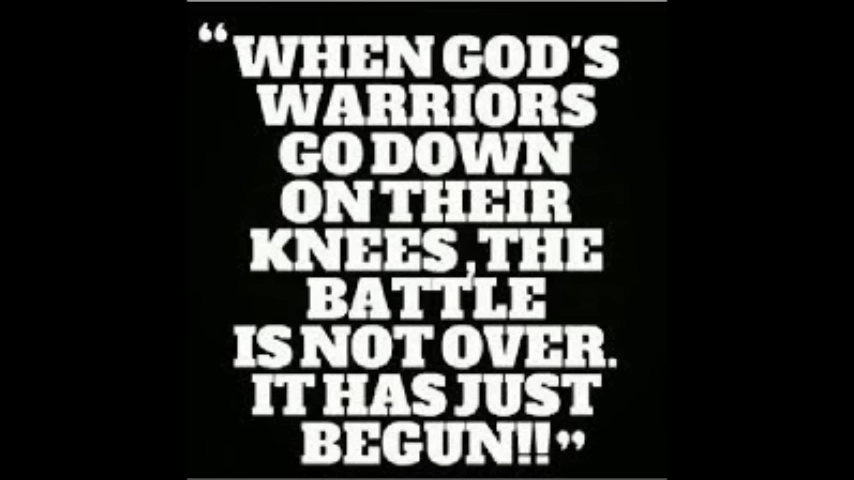 “WHEN GOD'S
WARRIORS
GO DOWN
ON THEIR
KNEES ,THE
BATTLE
IS NOT OVER.
IT HAS JUST
BEGUN!!”